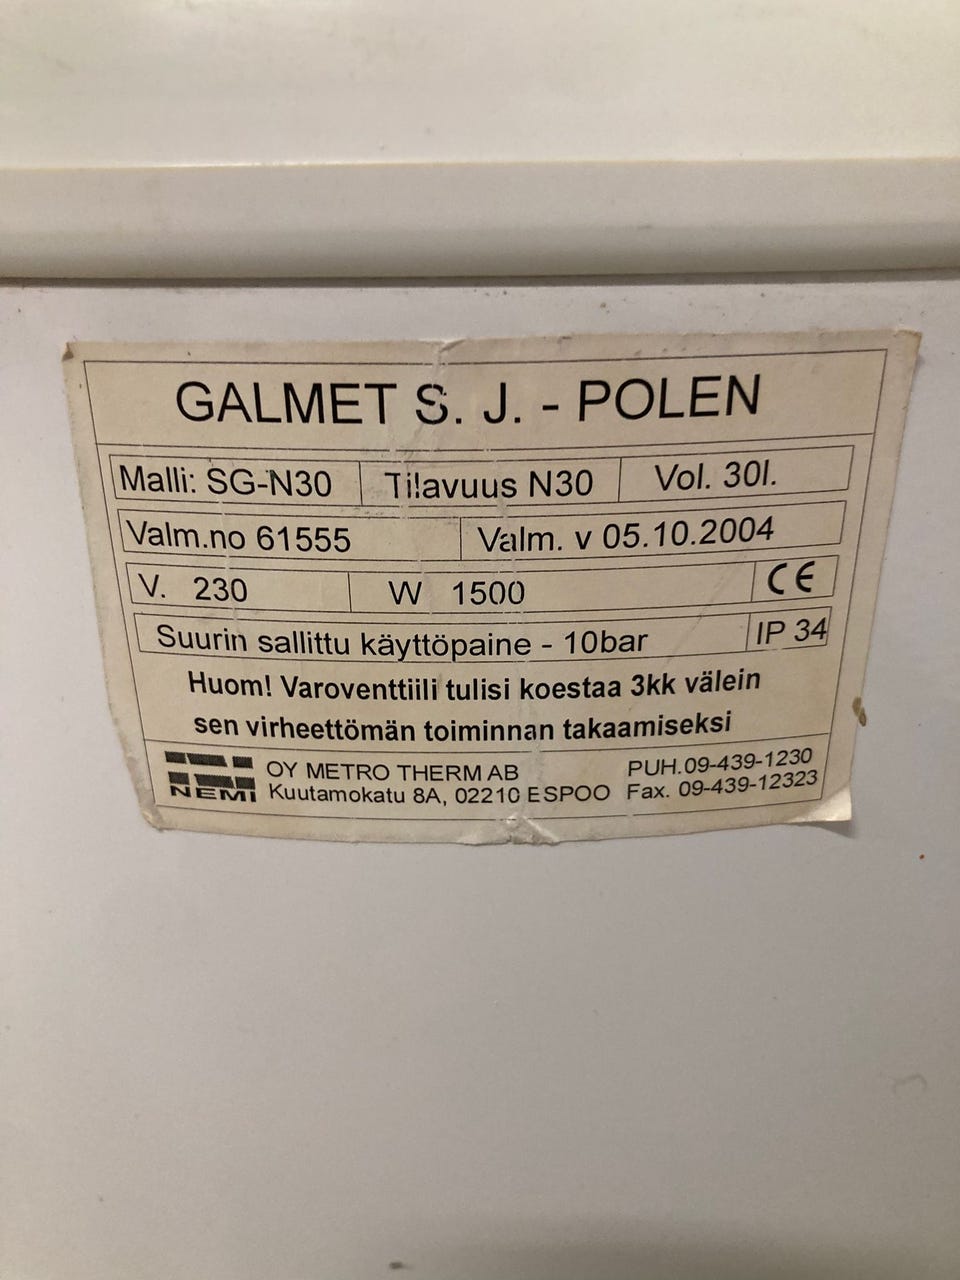 GALMET S. J. - POLEN
Malli: SG-N30 Tilavuus N30 Vol. 30l.
Valm.no 61555 Valm. v 05.10.2004
V. 230 W 1500 CE
Suurin sallittu käyttöpaine - 10bar IP 34
Huom! Varoventtiili tulisi koestaa 3kk välein
sen virheettömän toiminnan takaamiseksi
NEMI OY METRO THERM AB PUH.09-439-1230
Kuutamokatu 8A, 02210 ESPOO Fax. 09-439-12323